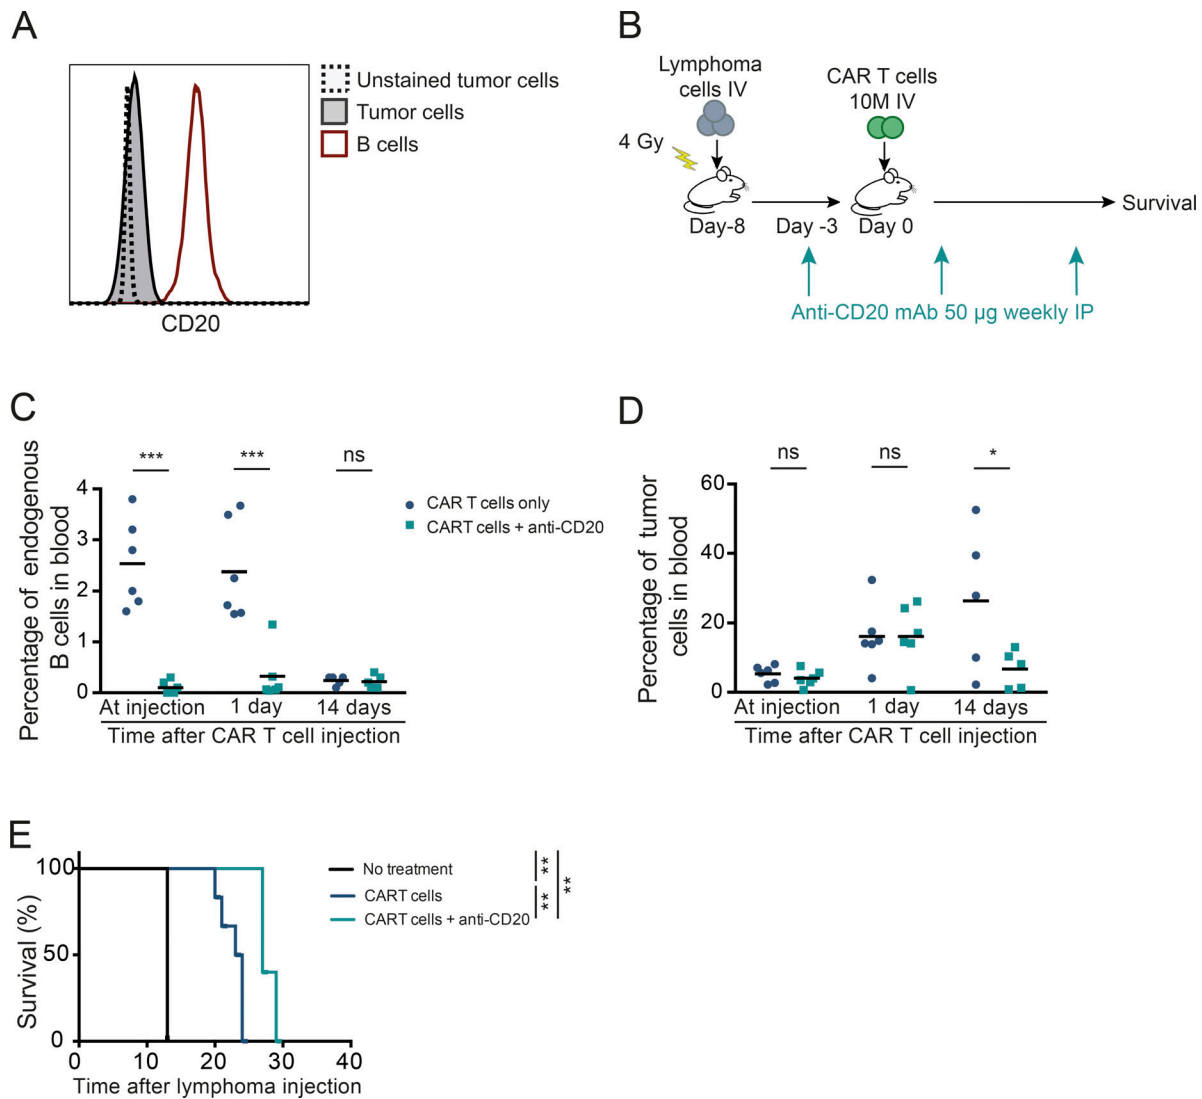 A
Unstained tumor cells
Tumor cells
B cells
CD20
B
Lymphoma
cells IV
CAR T cells
10M IV
4 Gy
Day-8
Day -3
Day 0
Survival
Anti-CD20 mAb 50 µg weekly IP
C
Percentage of endogenous
B cells in blood
*** *** ns
4
3
2
1
0
CAR T cells only
CART cells + anti-CD20
At injection 1 day 14 days
Time after CAR T cell injection
D
Percentage of tumor
cells in blood
ns ns *
60
40
20
0
At injection 1 day 14 days
Time after CAR T cell injection
E
Survival (%)
100
50
0
No treatment
CART cells
CART cells + anti-CD20
**
**
**
0 10 20 30 40
Time after lymphoma injection